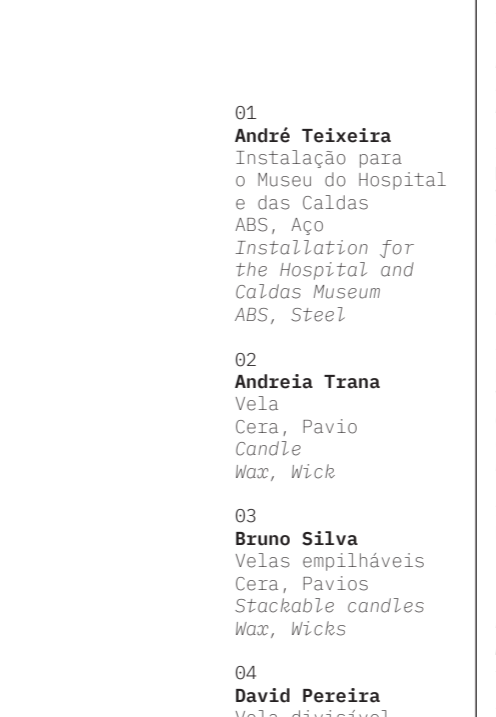 01
André Teixeira
Instalação para
o Museu do Hospital
e das Caldas
ABS, Aço
Installation for
the Hospital and
Caldas Museum
ABS, Steel
02
Andreia Trana
Vela
Cera, Pavio
Candle
Wax, Wick
03
Bruno Silva
Velas empilháveis
Cera, Pavios
Stackable candles
Wax, Wicks
04
David Pereira
Vela divisível